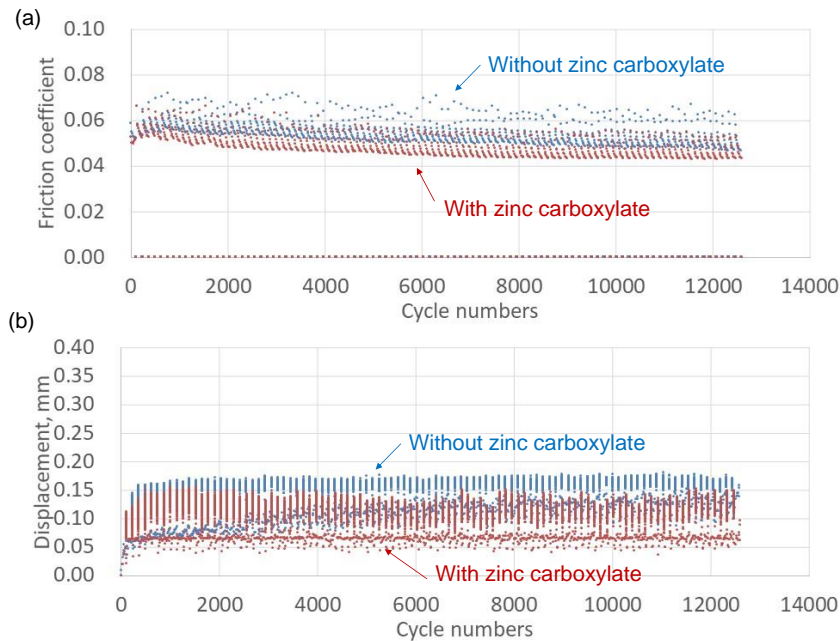 (a)
0.10
Without zinc carboxylate
0.08
0.06
0.04
With zinc carboxylate
0.02
0.00
Friction coefficient
0 2000 4000 6000 8000 10000 12000 14000
Cycle numbers
(b)
0.40
0.35
0.30
0.25
Without zinc carboxylate
0.20
0.15
0.10
0.05
0.00
With zinc carboxylate
Displacement, mm
0 2000 4000 6000 8000 10000 12000 14000
Cycle numbers